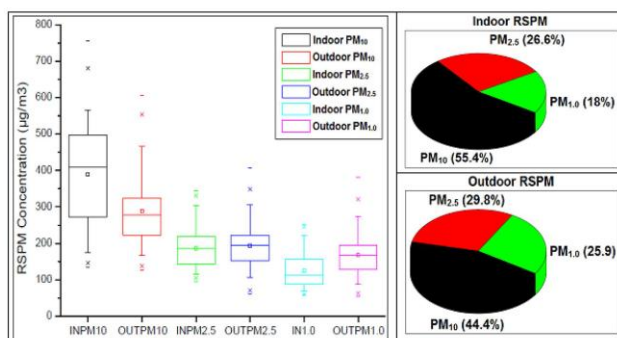 RSPM Concentration (µg/m3)
800
700
600
500
400
300
200
100
0
INPM10 OUTPM10 INPM2.5 OUTPM2.5 IN1.0 OUTPM1.0
Indoor PM₁₀
Outdoor PM₁₀
Indoor PM₂.₅
Outdoor PM₂.₅
Indoor PM₁.₀
Outdoor PM₁.₀
Indoor RSPM
PM₂.₅ (26.6%)
PM₁.₀ (18%)
PM₁₀ (55.4%)
Outdoor RSPM
PM₂.₅ (29.8%)
PM₁.₀ (25.9
PM₁₀ (44.4%)